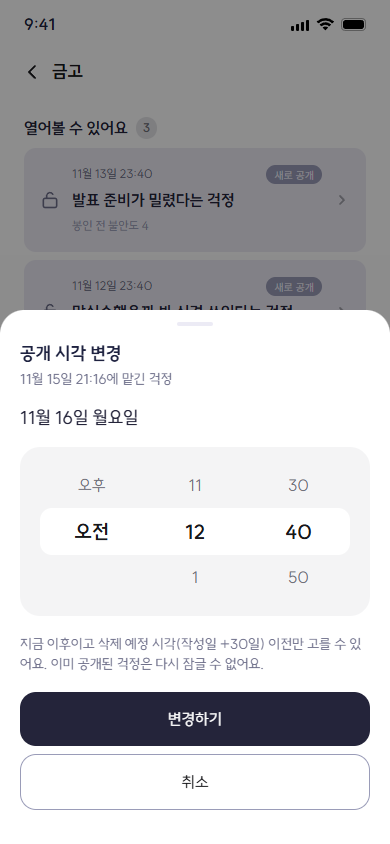 9:41
금고
열어볼 수 있어요 3
11월 13일 23:40
새로 공개
발표 준비가 밀렸다는 걱정
봉인 전 불안도 4
11월 12일 23:40
새로 공개
공개 시각 변경
11월 15일 21:16에 맡긴 걱정
11월 16일 월요일
오후 11 30
오전 12 40
1 50
지금 이후이고 삭제 예정 시각(작성일 +30일) 이전만 고를 수 있
어요. 이미 공개된 걱정은 다시 잠글 수 없어요.
변경하기
취소